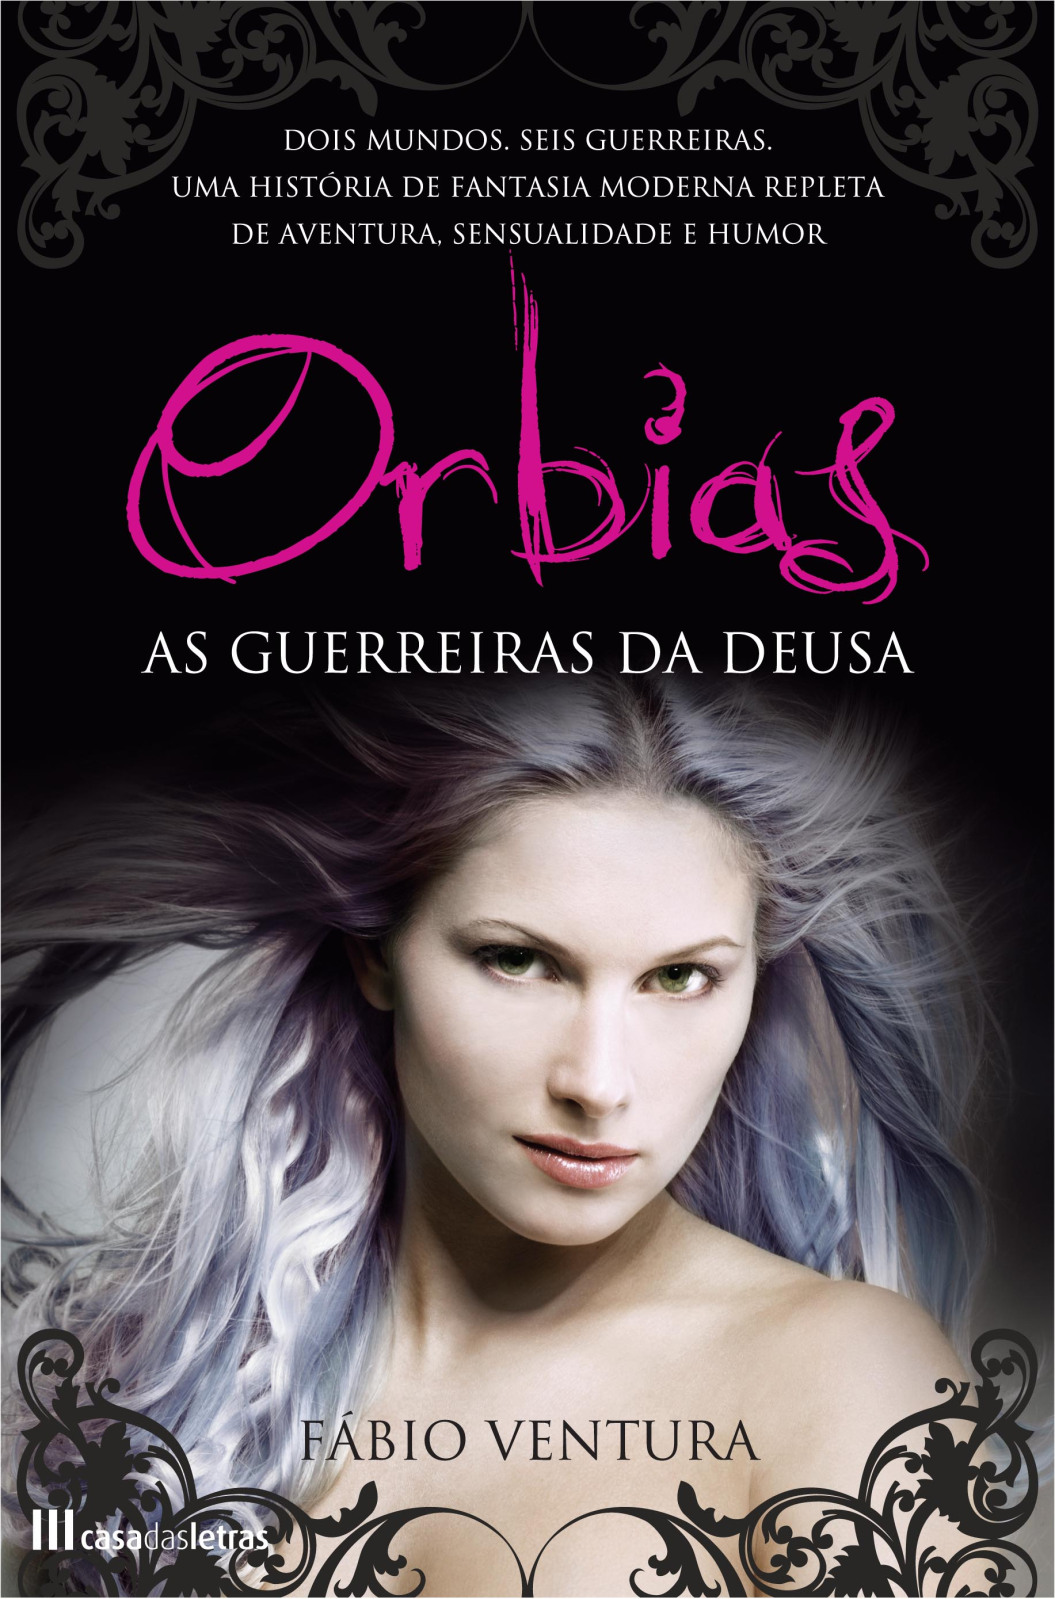 DOIS MUNDOS. SEIS GUERREIRAS.
UMA HISTÓRIA DE FANTASIA MODERNA REPLETA
DE AVENTURA, SENSUALIDADE E HUMOR
Orbias
AS GUERREIRAS DA DEUSA
FÁBIO VENTURA
casadasletras